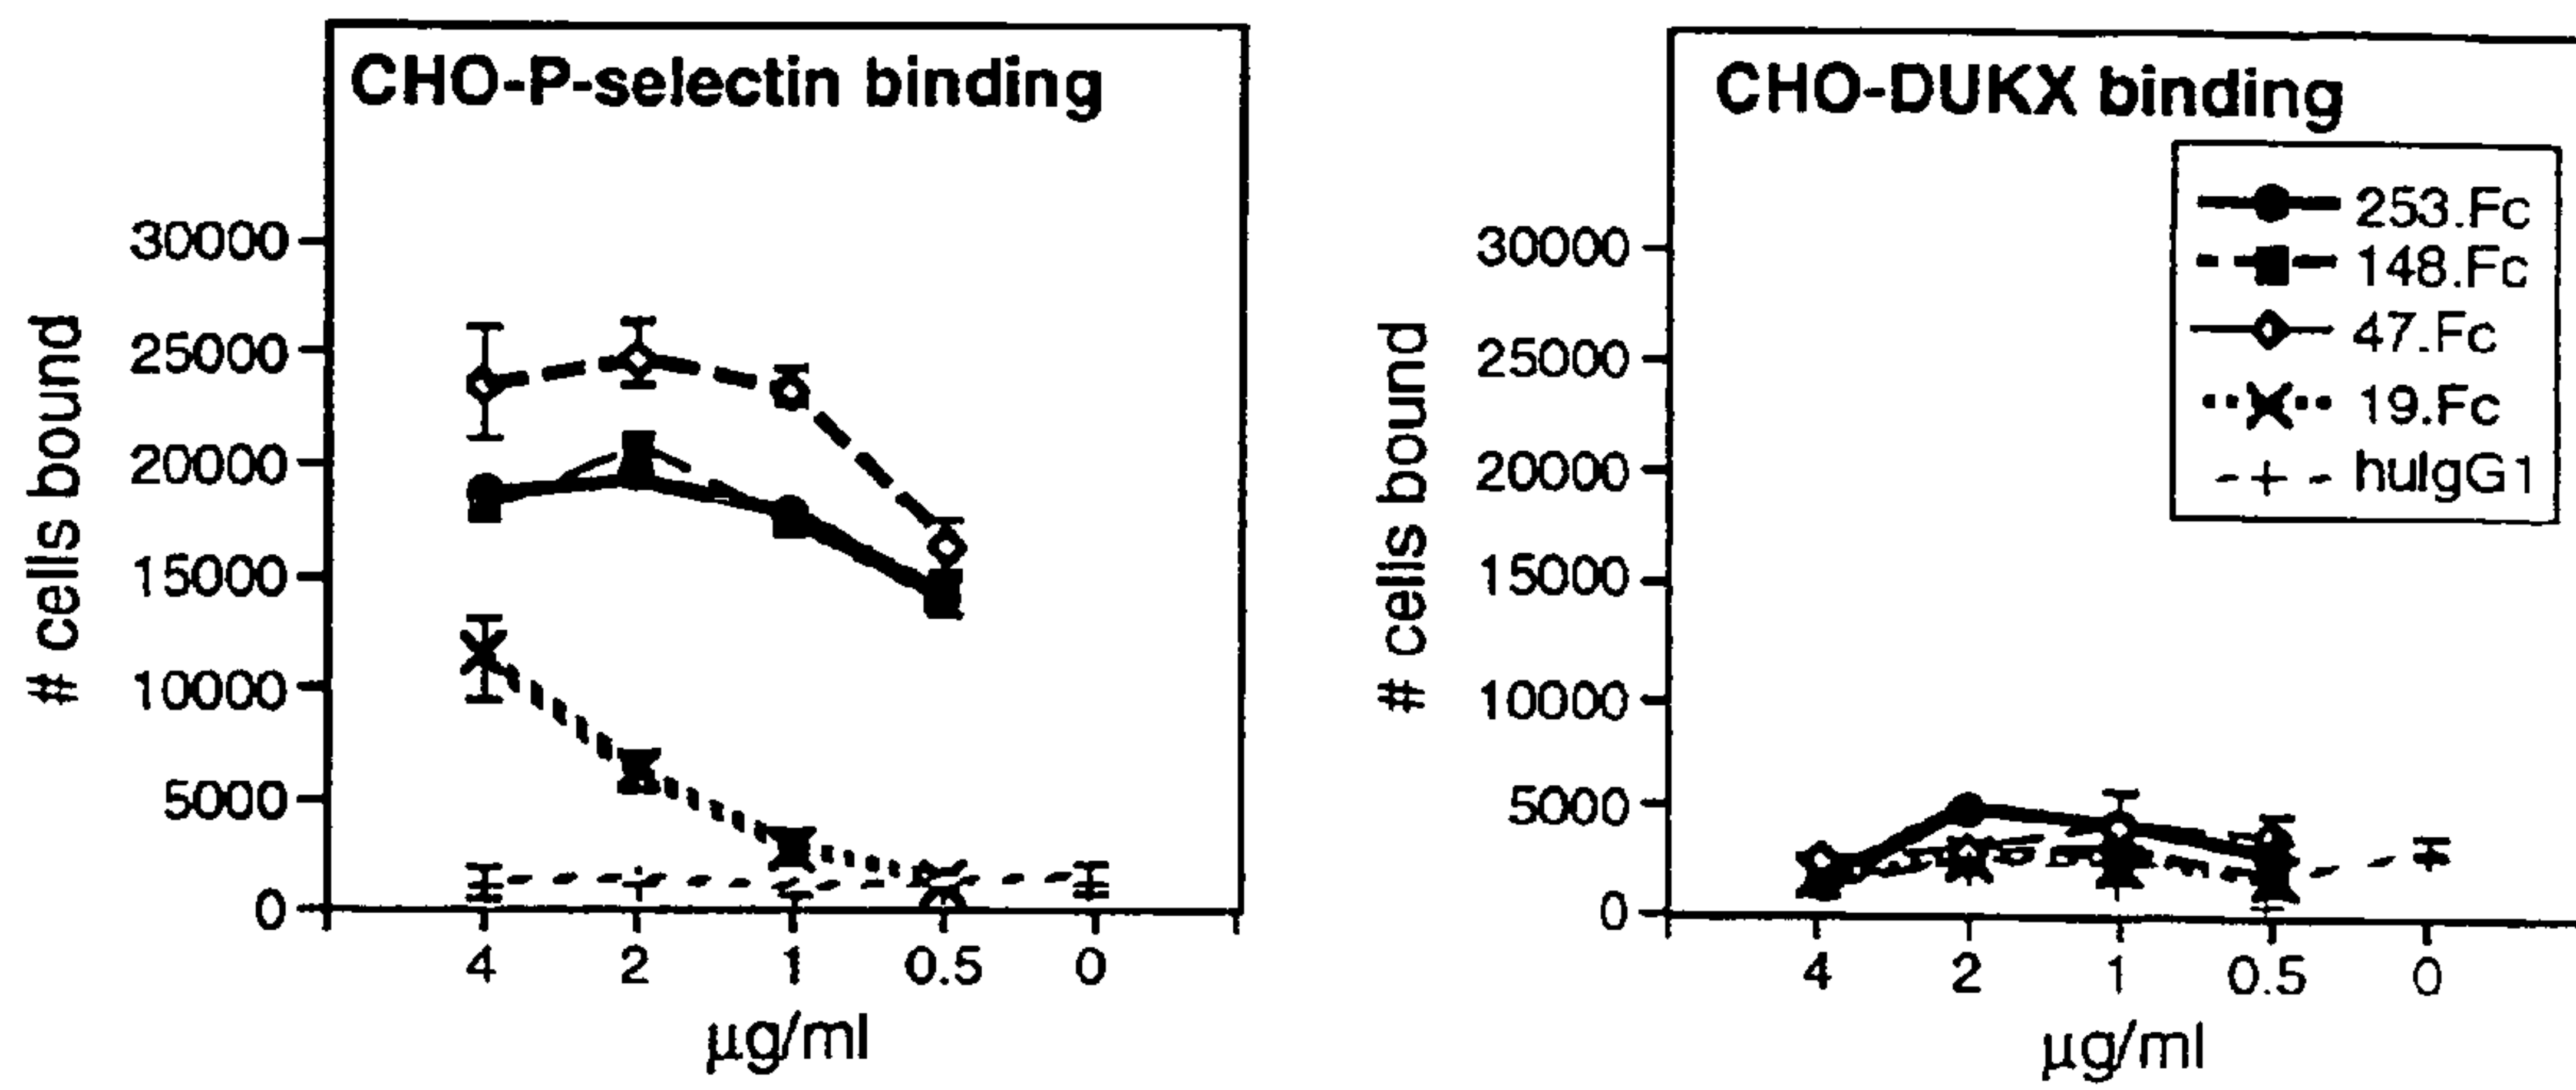 CHO-P-selectin binding
# cells bound
30000
25000
20000
15000
10000
5000
0
4 2 1 0.5 0
µg/ml
CHO-DUKX binding
# cells bound
30000
25000
20000
15000
10000
5000
0
253.Fc
148.Fc
47.Fc
19.Fc
huIgG1
4 2 1 0.5 0
µg/ml